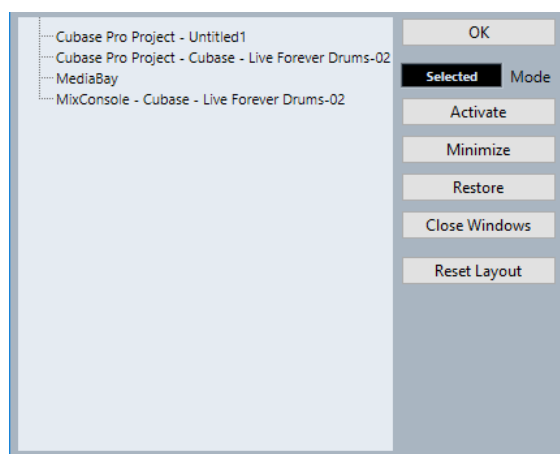 Cubase Pro Project - Untitled1
Cubase Pro Project - Cubase - Live Forever Drums-02
MediaBay
MixConsole - Cubase - Live Forever Drums-02
OK
Selected Mode
Activate
Minimize
Restore
Close Windows
Reset Layout